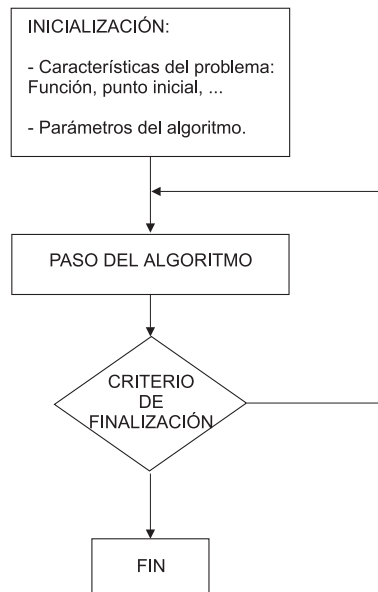 INICIALIZACIÓN:
- Características del problema:
Función, punto inicial, ...
- Parámetros del algoritmo.
PASO DEL ALGORITMO
CRITERIO
DE
FINALIZACIÓN
FIN